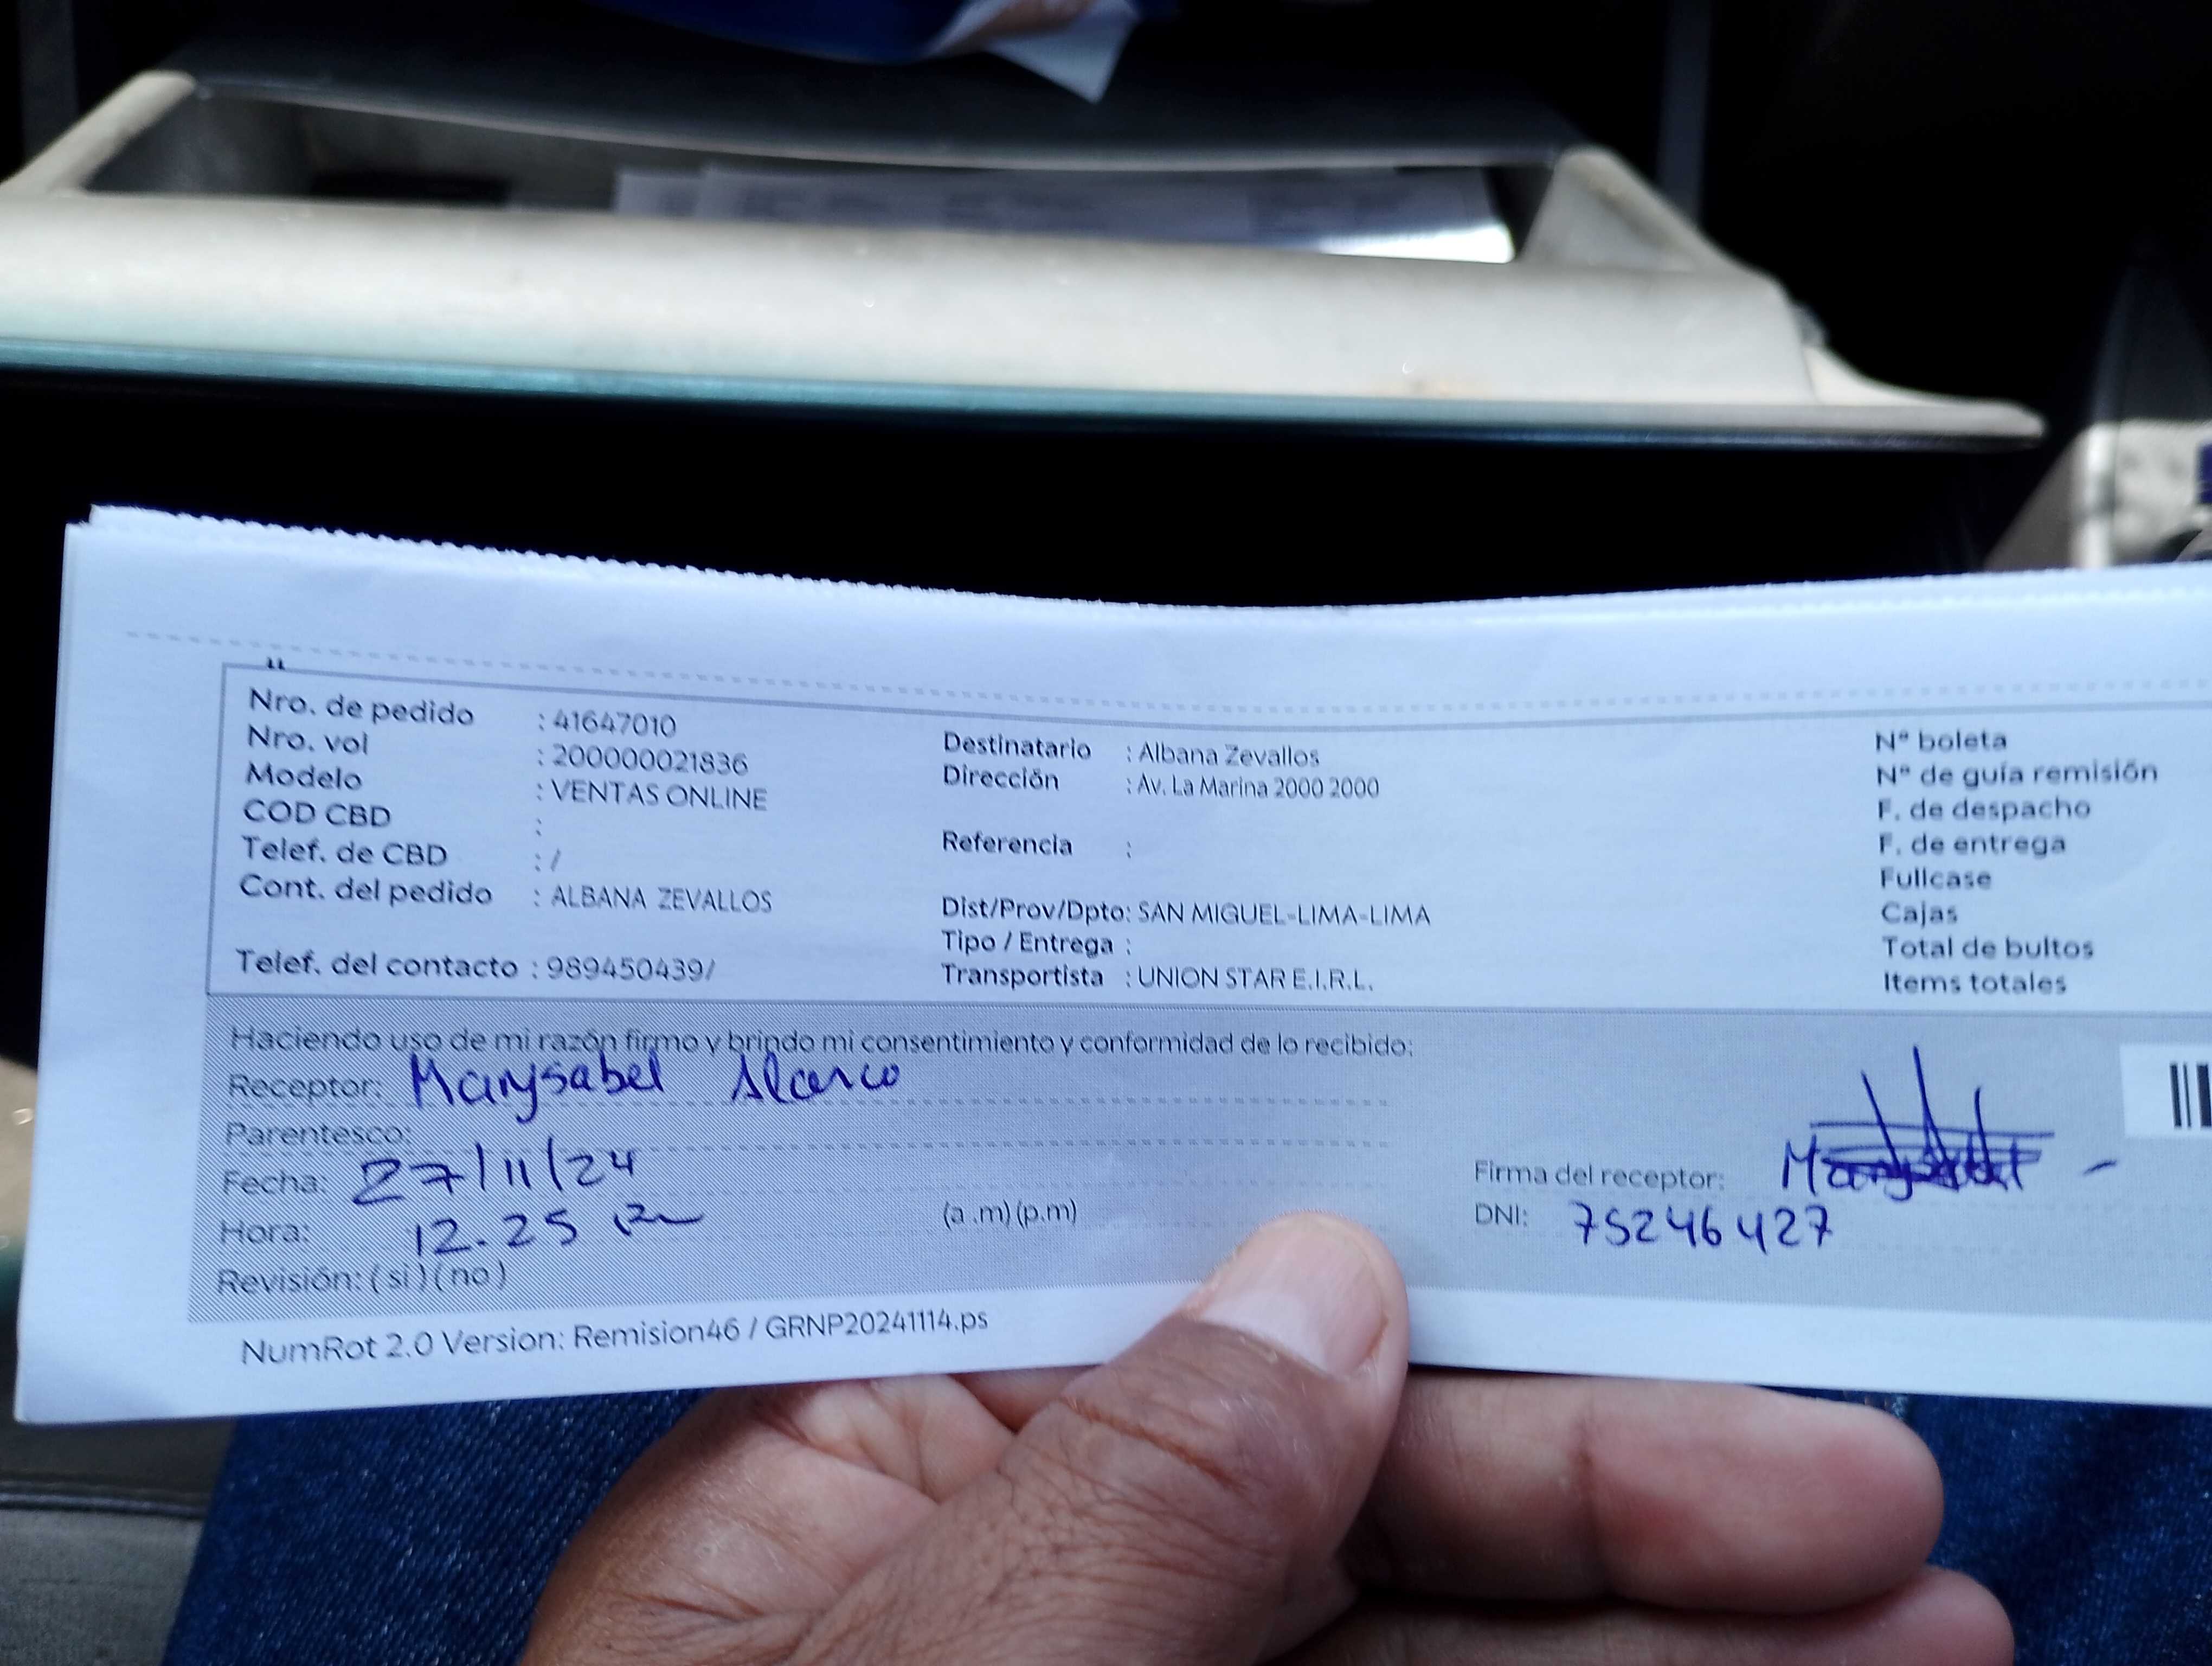 Nro. de pedido : 41647010
Nro. vol : 200000021836
Modelo : VENTAS ONLINE
COD CBD :
Telef. de CBD : /
Cont. del pedido : ALBANA ZEVALLOS
Telef. del contacto : 989450439/
Destinatario : Albana Zevallos
Dirección : Av. La Marina 2000 2000
Referencia :
Dist/Prov/Dpto: SAN MIGUEL-LIMA-LIMA
Tipo / Entrega :
Transportista : UNION STAR E.I.R.L.
N° boleta
N° de guía remisión
F. de despacho
F. de entrega
Fullcase
Cajas
Total de bultos
Items totales
Haciendo uso de mi razón firmo y brindo mi consentimiento y conformidad de lo recibido:
Receptor: Marysabel Alarco
Parentesco:
Fecha: 27/11/24
Hora: 12.25 (a .m) (p.m)
Revisión: ( si ) ( no )
Firma del receptor:
DNI: 75246427
NumRot 2.0 Version: Remision46 / GRNP20241114.ps